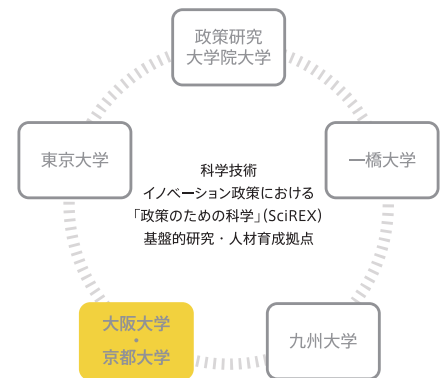 政策研究
大学院大学
東京大学
一橋大学
科学技術
イノベーション政策における
「政策のための科学」(SciREX)
基盤的研究・人材育成拠点
大阪大学
・
京都大学
九州大学